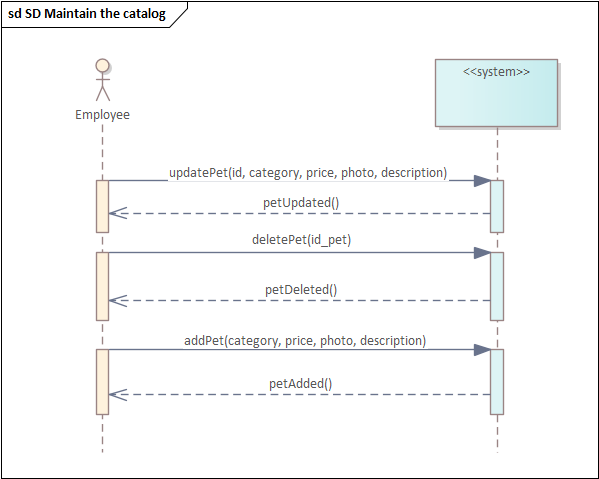 sd SD Maintain the catalog
Employee
<<system>>
updatePet(id, category, price, photo, description)
petUpdated()
deletePet(id_pet)
petDeleted()
addPet(category, price, photo, description)
petAdded()